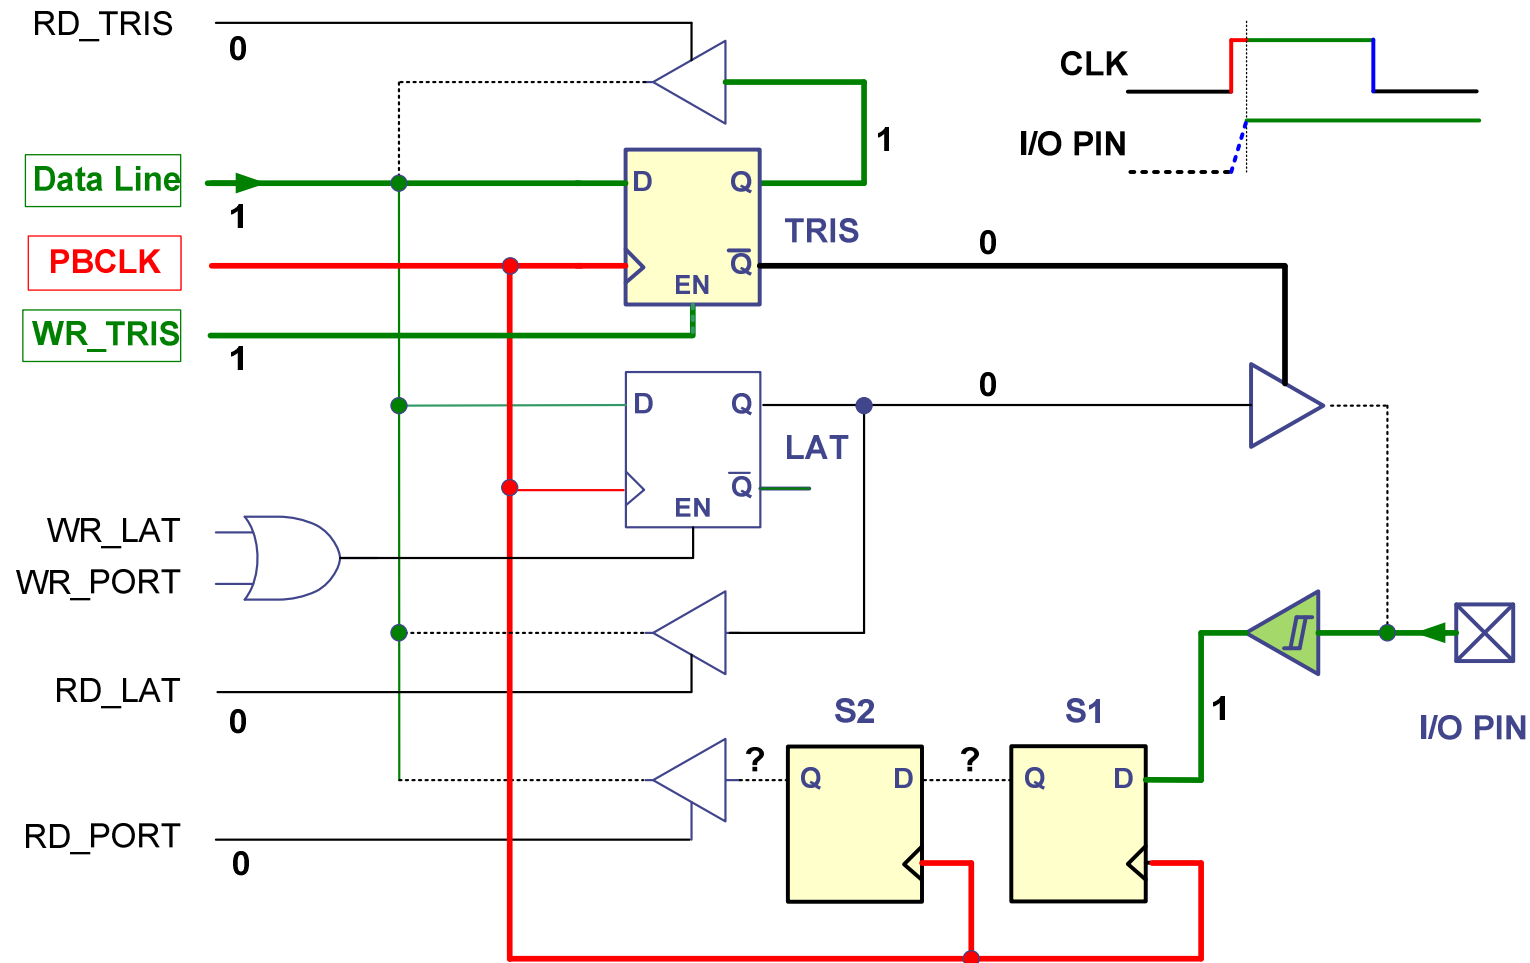 RD_TRIS
0
CLK
I/O PIN
1
Data Line
D
Q
1
TRIS
PBCLK
Q
0
EN
WR_TRIS
1
0
D
Q
LAT
Q
EN
WR_LAT
WR_PORT
RD_LAT
0
S2
S1
1
I/O PIN
?
?
Q
D
Q
D
RD_PORT
0